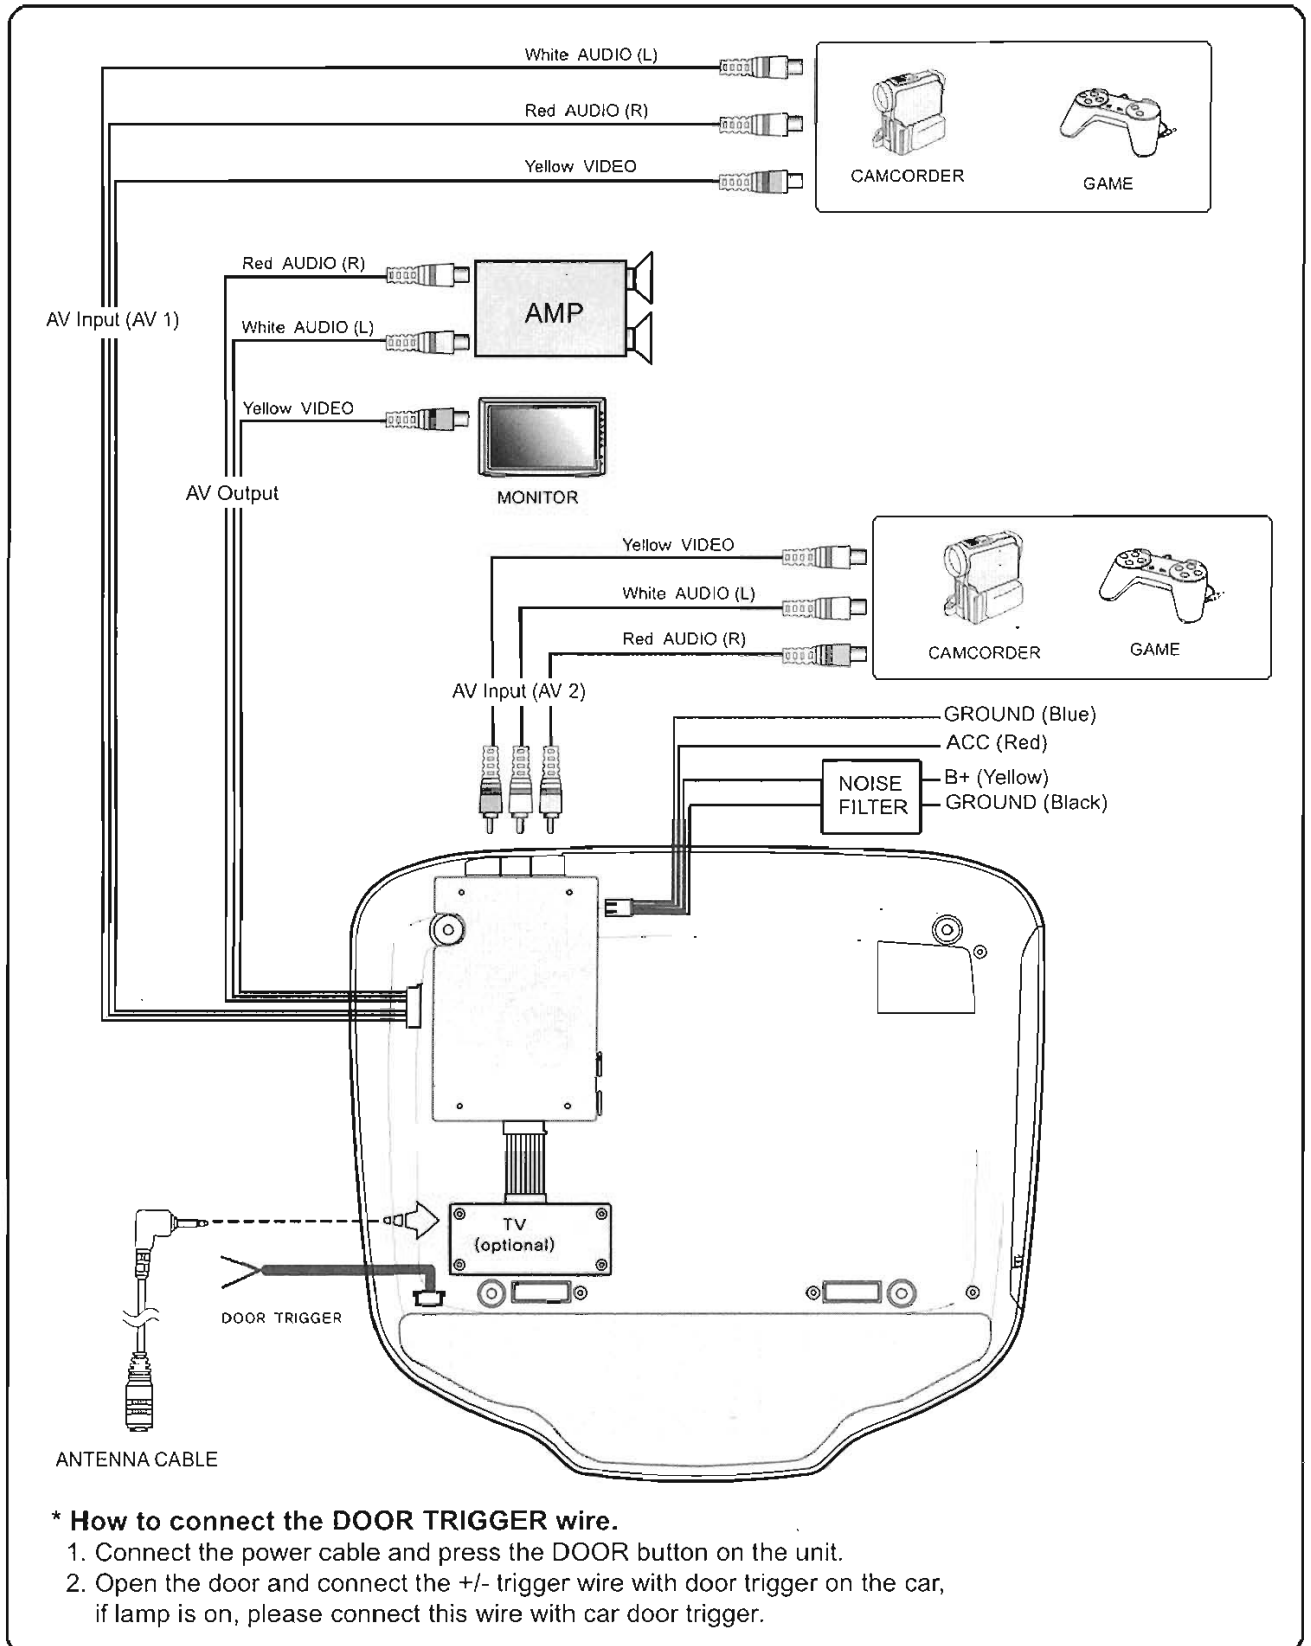 White AUDIO (L)
Red AUDIO (R)
Yellow VIDEO
CAMCORDER
GAME
Red AUDIO (R)
AV Input (AV 1)
White AUDIO (L)
AMP
Yellow VIDEO
AV Output
MONITOR
Yellow VIDEO
White AUDIO (L)
Red AUDIO (R)
CAMCORDER
GAME
AV Input (AV 2)
GROUND (Blue)
ACC (Red)
NOISE
FILTER
B+ (Yellow)
GROUND (Black)
TV
(optional)
DOOR TRIGGER
ANTENNA CABLE
* How to connect the DOOR TRIGGER wire.
1. Connect the power cable and press the DOOR button on the unit.
2. Open the door and connect the +/- trigger wire with door trigger on the car,
if lamp is on, please connect this wire with car door trigger.